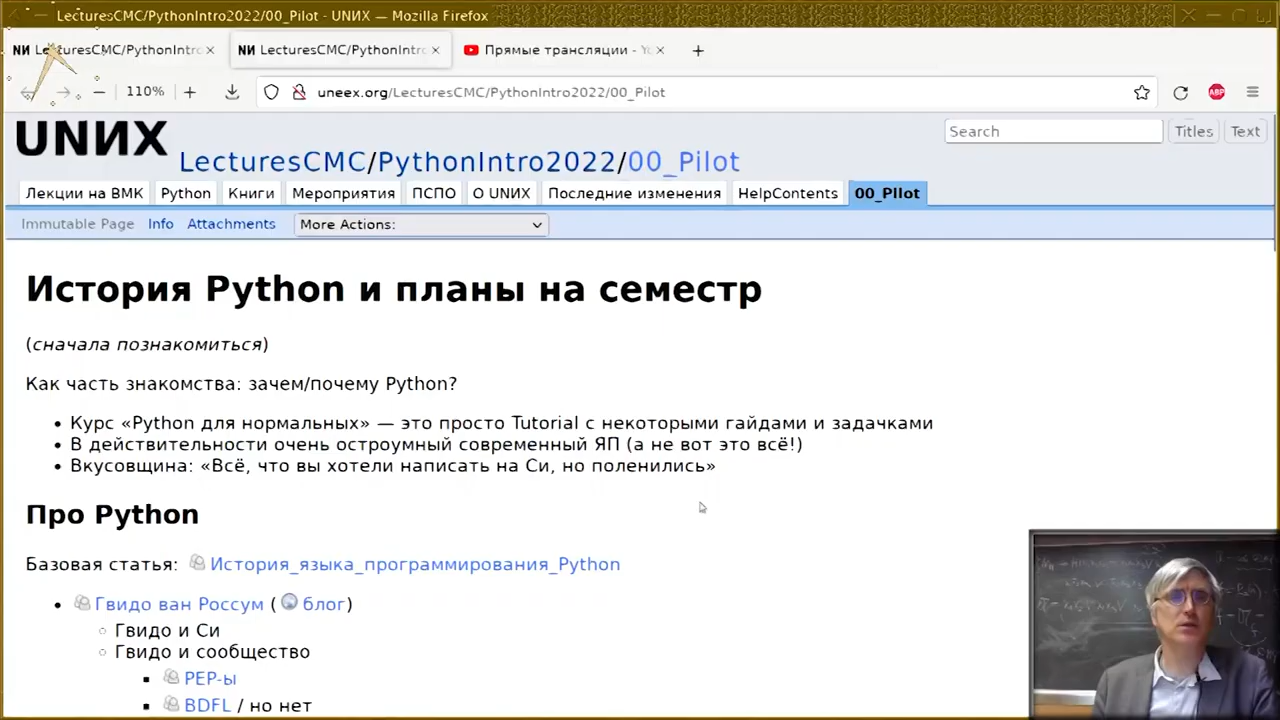 LecturesCMC/PythonIntro2022/00_Pilot - UNИX — Mozilla Firefox
NИ LecturesCMC/PythonIntro
NИ LecturesCMC/PythonIntro
Прямые трансляции - Yo
110%
uneex.org/LecturesCMC/PythonIntro2022/00_Pilot
ABP
UNИX
LecturesCMC/PythonIntro2022/00_Pilot
Search
Titles
Text
Лекции на ВМК
Python
Книги
Мероприятия
ПСПО
О UNIX
Последние изменения
HelpContents
00_Pilot
Immutable Page
Info
Attachments
More Actions:
История Python и планы на семестр
(сначала познакомиться)
Как часть знакомства: зачем/почему Python?
• Курс «Python для нормальных» — это просто Tutorial с некоторыми гайдами и задачками
• В действительности очень остроумный современный ЯП (а не вот это всё!)
• Вкусовщина: «Всё, что вы хотели написать на Си, но поленились»
Про Python
Базовая статья: История_языка_программирования_Python
• Гвидо ван Россум ( блог)
Гвидо и Си
Гвидо и сообщество
PEP-ы
BDFL / но нет